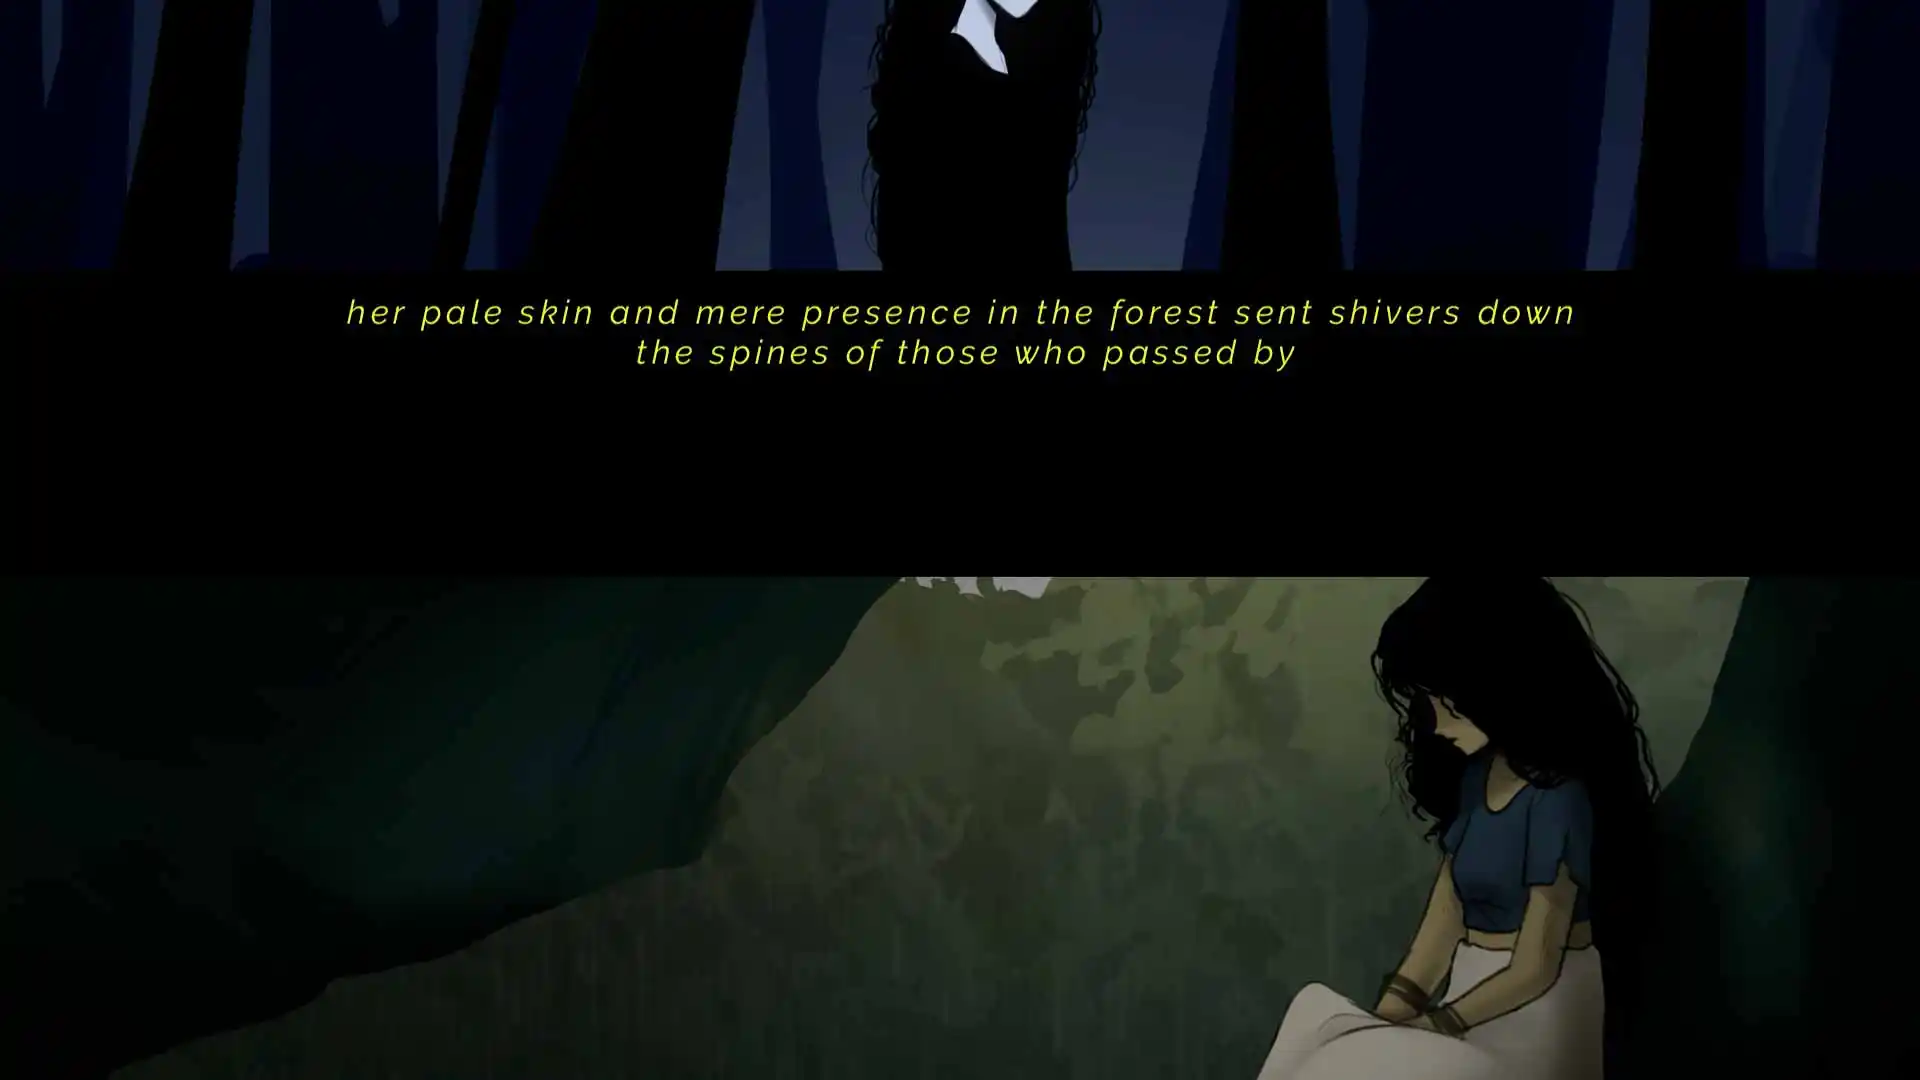 her pale skin and mere presence in the forest sent shivers down
the spines of those who passed by